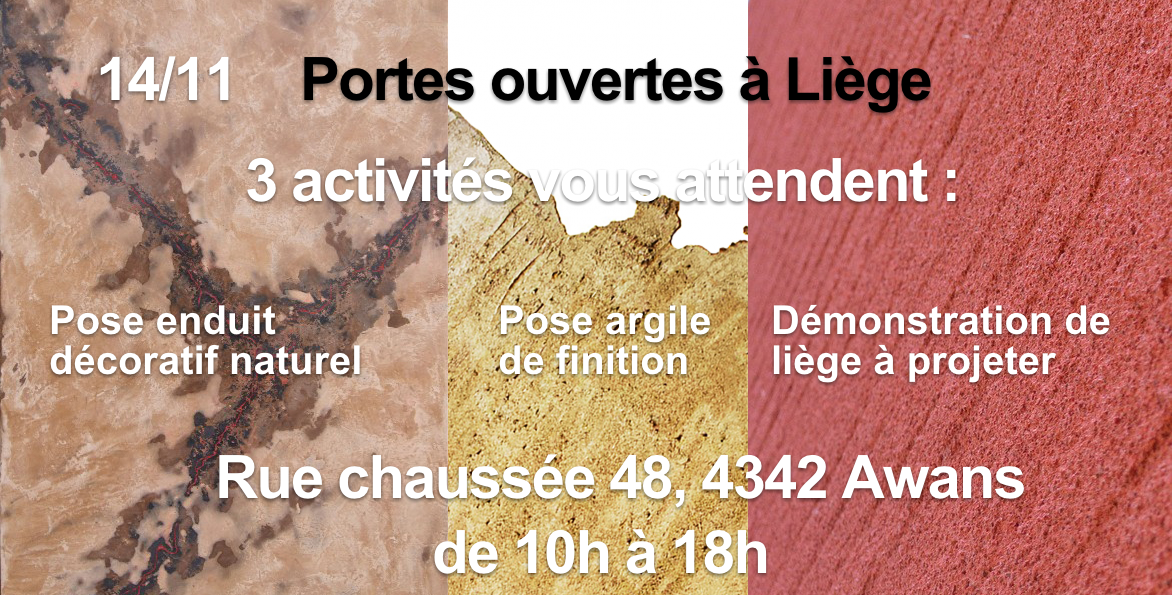 14/11 Portes ouvertes à Liège
3 activités vous attendent :
Pose enduit
décoratif naturel
Pose argile
de finition
Démonstration de
liège à projeter
Rue chaussée 48, 4342 Awans
de 10h à 18h